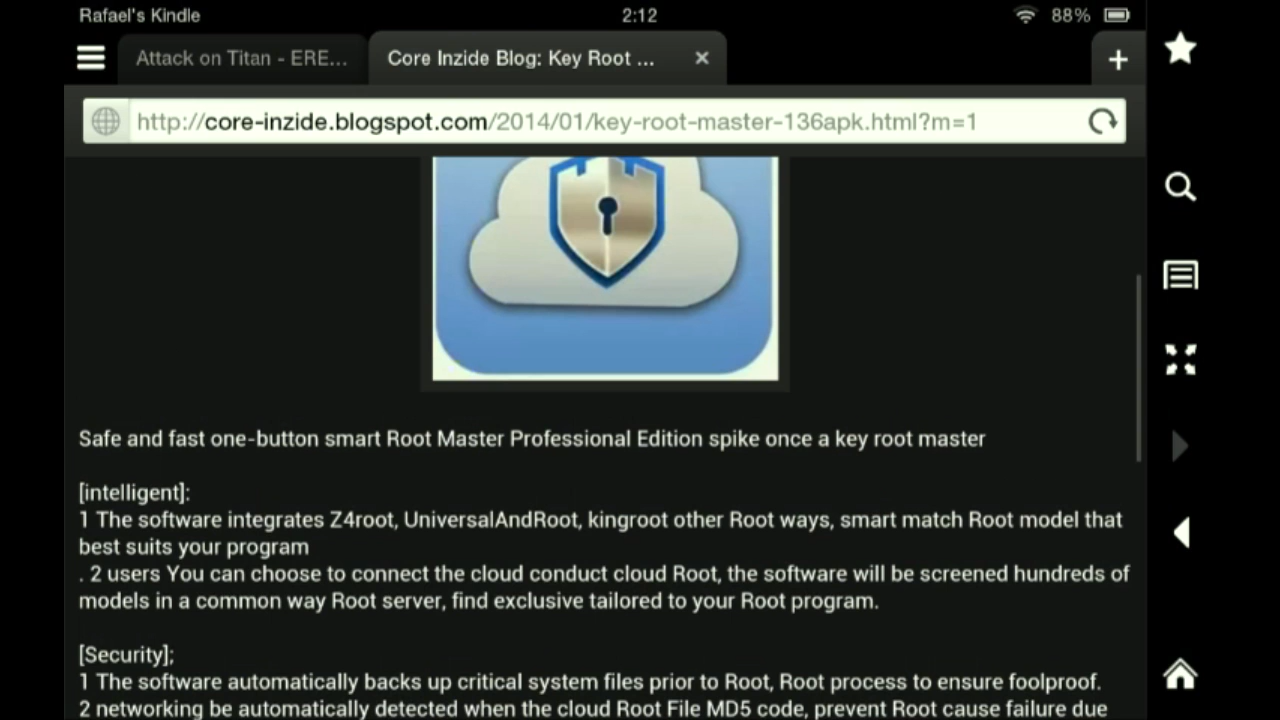 Rafael's Kindle 2:12 88%
Attack on Titan - ERE... Core Inzide Blog: Key Root ...
http://core-inzide.blogspot.com/2014/01/key-root-master-136apk.html?m=1
Safe and fast one-button smart Root Master Professional Edition spike once a key root master
[intelligent]:
1 The software integrates Z4root, UniversalAndRoot, kingroot other Root ways, smart match Root model that
best suits your program
. 2 users You can choose to connect the cloud conduct cloud Root, the software will be screened hundreds of
models in a common way Root server, find exclusive tailored to your Root program.
[Security];
1 The software automatically backs up critical system files prior to Root, Root process to ensure foolproof.
2 networking be automatically detected when the cloud Root File MD5 code, prevent Root cause failure due